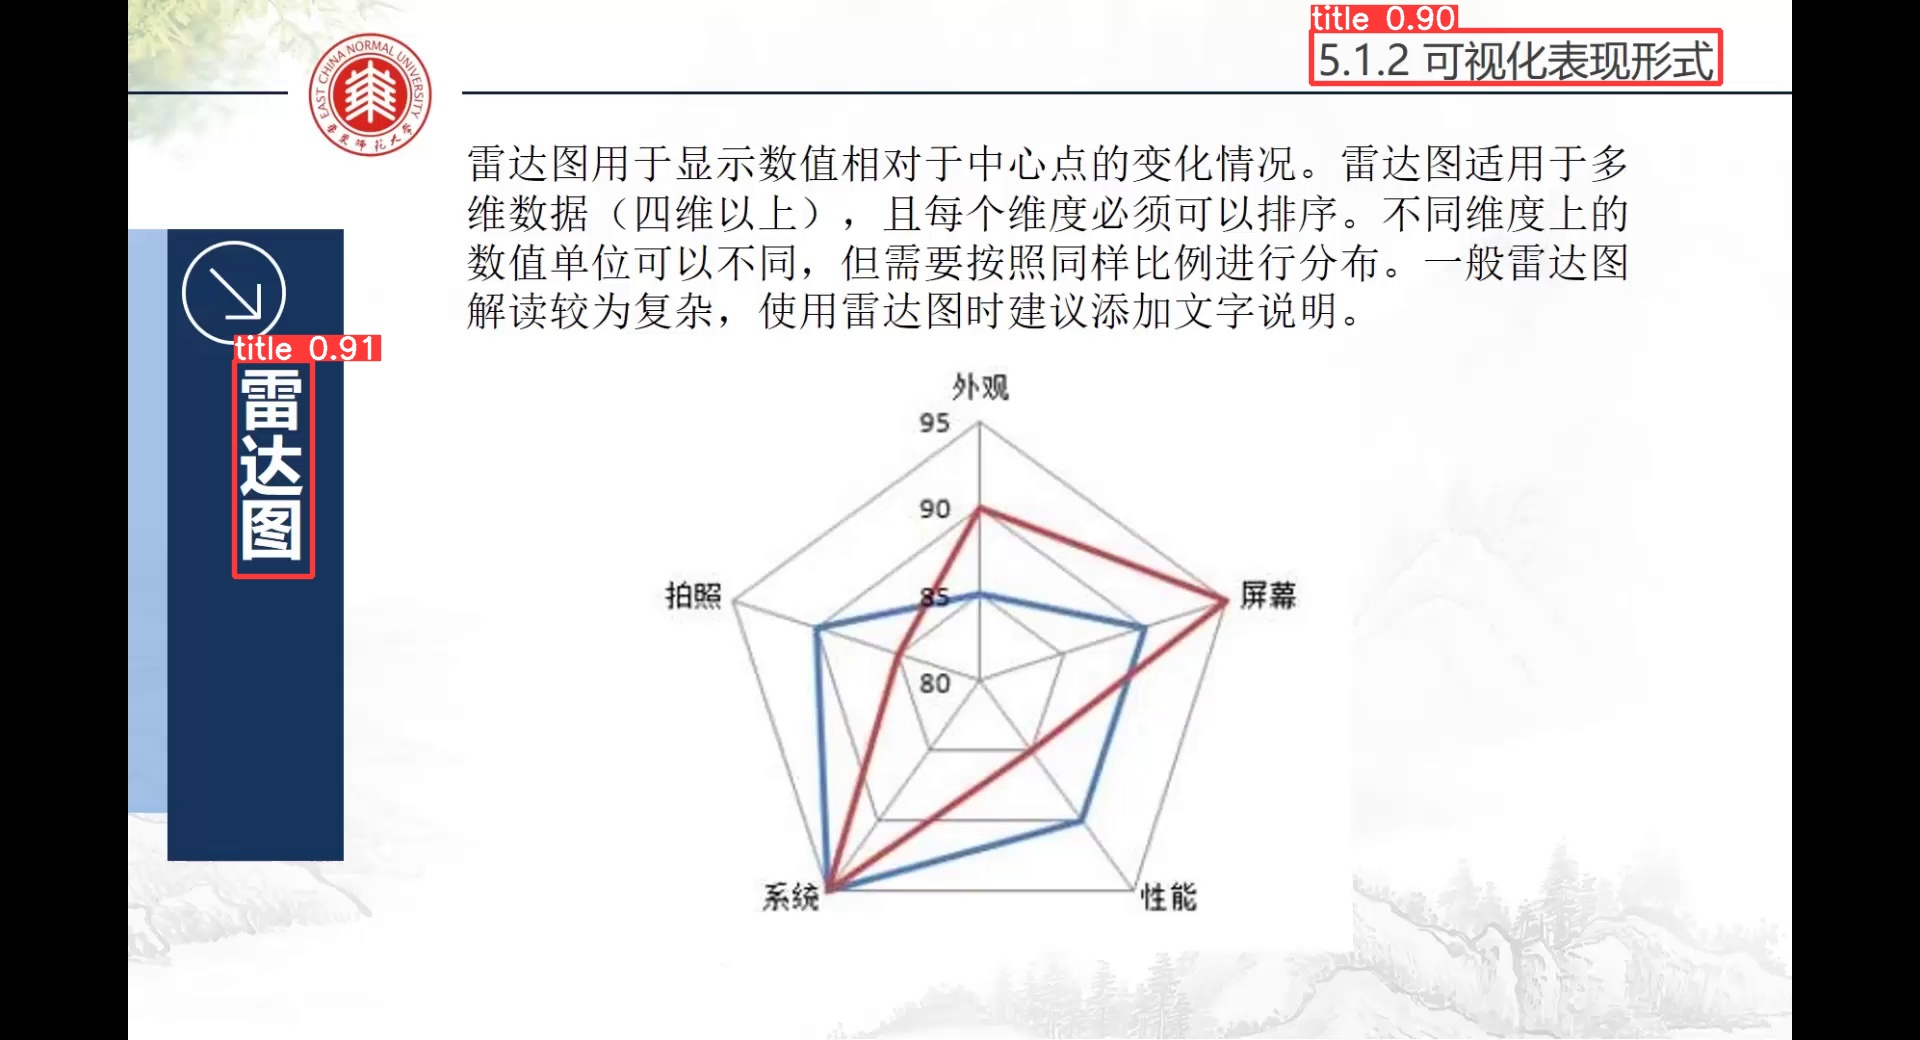 title 0.90
5.1.2 可视化表现形式
EAST CHINA NORMAL UNIVERSITY
华东师范大学
雷达图用于显示数值相对于中心点的变化情况。雷达图适用于多
维数据（四维以上），且每个维度必须可以排序。不同维度上的
数值单位可以不同，但需要按照同样比例进行分布。一般雷达图
解读较为复杂，使用雷达图时建议添加文字说明。
title 0.91
雷达图
外观
95
90
85
80
拍照
屏幕
系统
性能